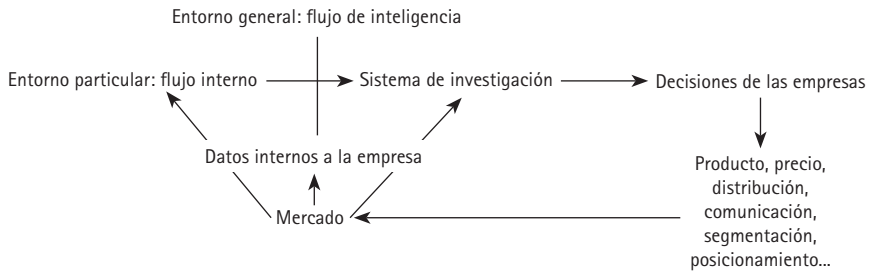 Entorno general: flujo de inteligencia
Entorno particular: flujo interno
Sistema de investigación
Decisiones de las empresas
Datos internos a la empresa
Producto, precio,
distribución,
comunicación,
segmentación,
posicionamiento...
Mercado